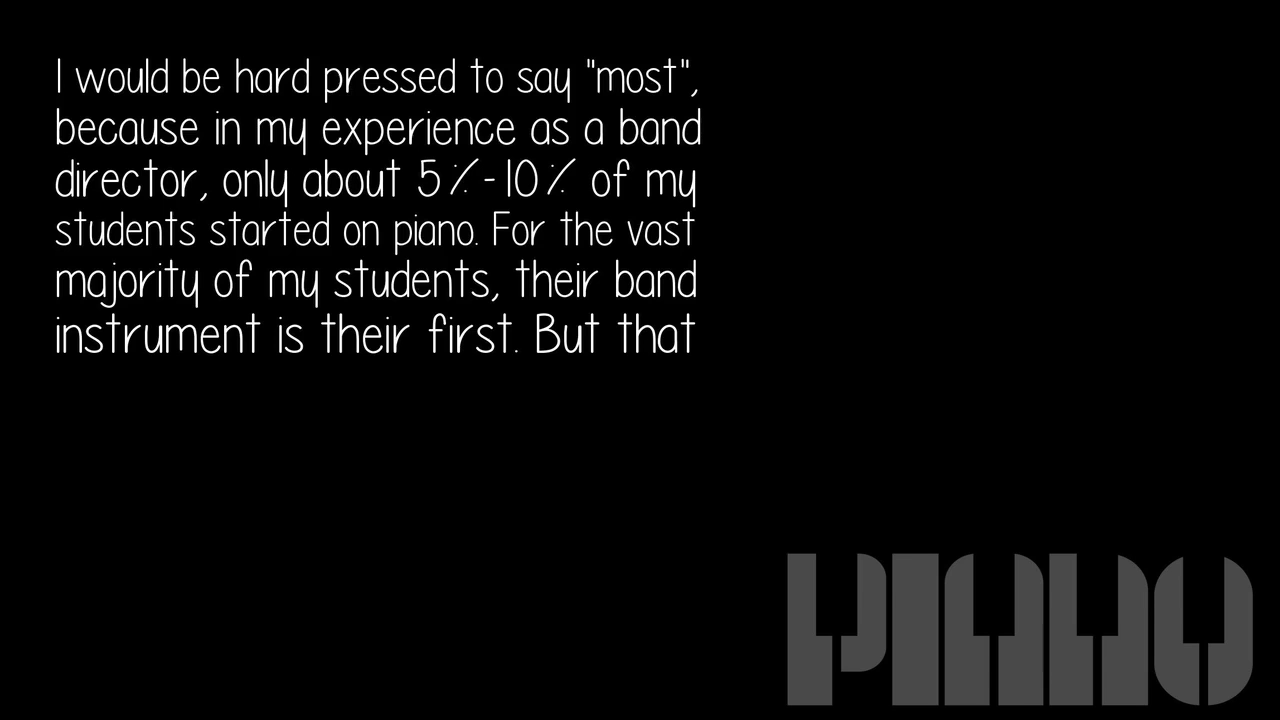 I would be hard pressed to say "most",
because in my experience as a band
director, only about 5%-10% of my
students started on piano. For the vast
majority of my students, their band
instrument is their first. But that
PIANO